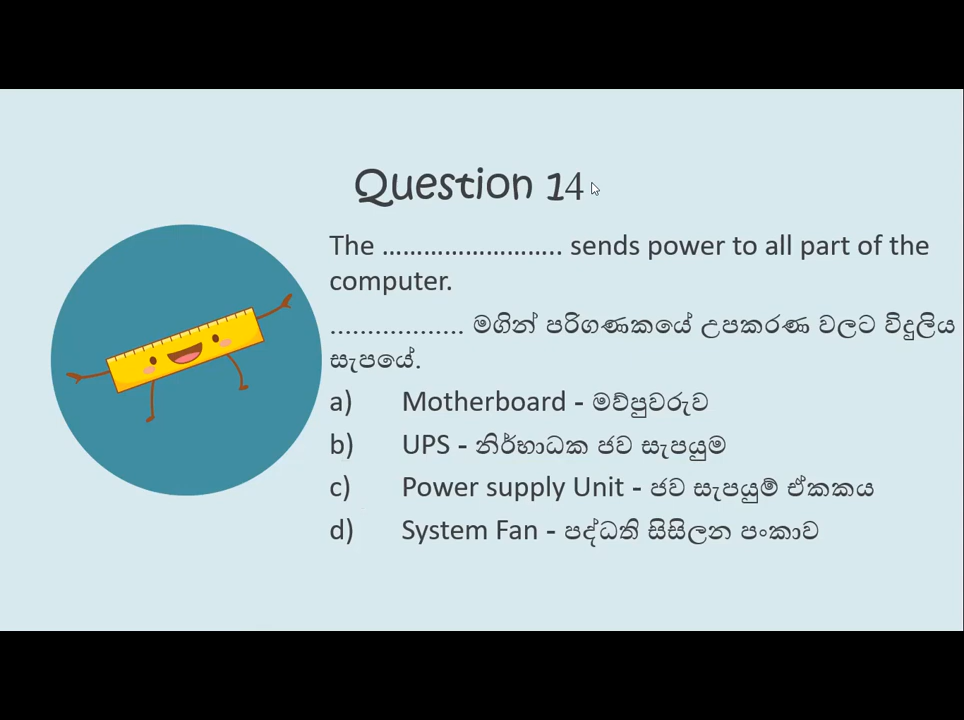 Question 14
The ........................ sends power to all part of the
computer.
.................. මගින් පරිගණකයේ උපකරණ වලට විදුලිය
සැපයේ.
a) Motherboard - මව්පුවරුව
b) UPS - නිර්භාධක ජව සැපයුම
c) Power supply Unit - ජව සැපයුම් ඒකකය
d) System Fan - පද්ධති සිසිලන පංකාව